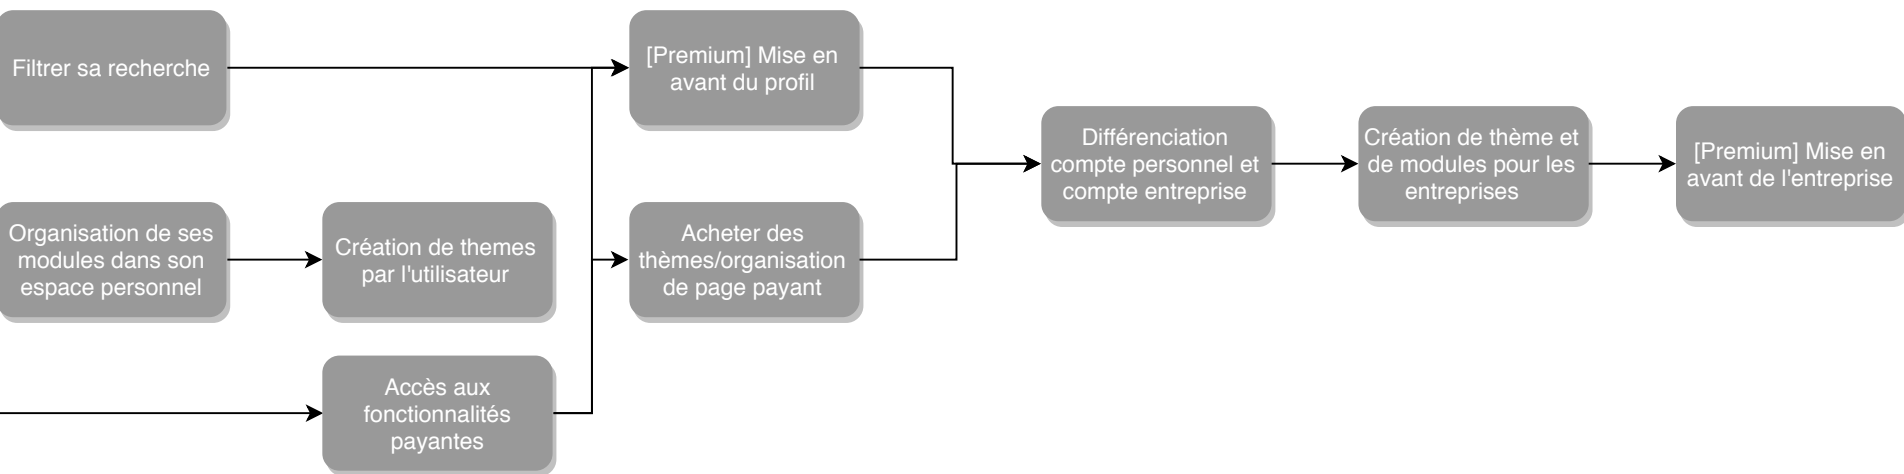 Filtrer sa recherche
[Premium] Mise en
avant du profil
Différenciation
compte personnel et
compte entreprise
Création de thème et
de modules pour les
entreprises
[Premium] Mise en
avant de l'entreprise
Organisation de ses
modules dans son
espace personnel
Création de themes
par l'utilisateur
Acheter des
thèmes/organisation
de page payant
Accès aux
fonctionnalités
payantes